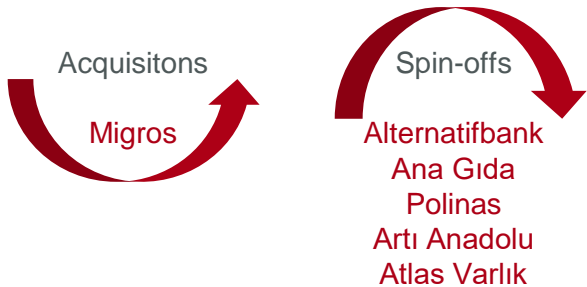 Acquisitons
Migros
Spin-offs
Alternatifbank
Ana Gıda
Polinas
Artı Anadolu
Atlas Varlık